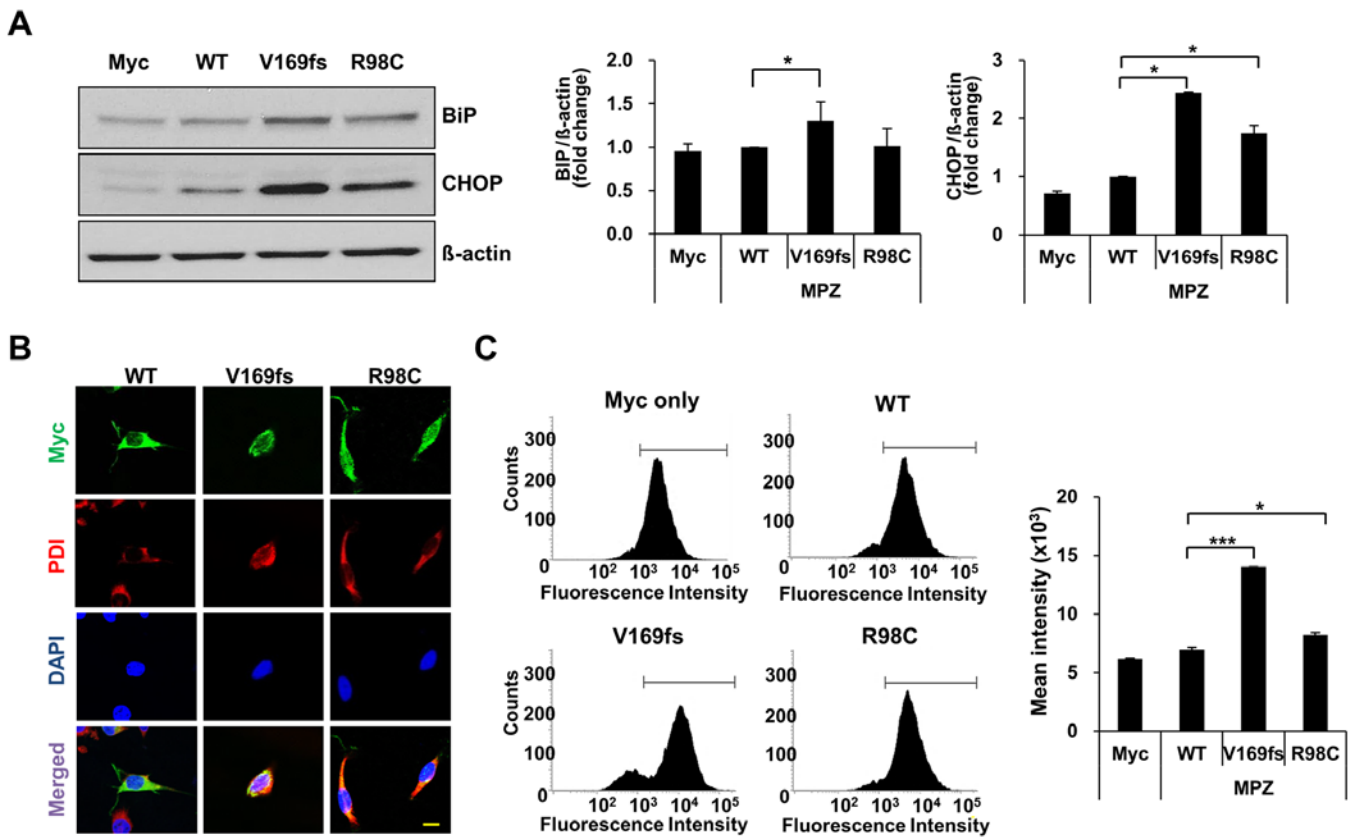 A
Myc WT V169fs R98C
BiP
CHOP
ß-actin
BIP/ß-actin
(fold change)
2.0
1.5
1.0
0.5
0.0
*
Myc WT V169fs R98C
MPZ
CHOP/ß-actin
(fold change)
3
2
1
0
*
*
Myc WT V169fs R98C
MPZ
B
WT V169fs R98C
Myc
PDI
DAPI
Merged
C
Myc only
Counts
300
200
100
0
10² 10³ 10⁴ 10⁵
Fluorescence Intensity
WT
300
200
100
0
10² 10³ 10⁴ 10⁵
Fluorescence Intensity
V169fs
Counts
300
200
100
0
10² 10³ 10⁴ 10⁵
Fluorescence Intensity
R98C
300
200
100
0
10² 10³ 10⁴ 10⁵
Fluorescence Intensity
Mean intensity (x10³)
20
15
10
5
0
*
***
Myc WT V169fs R98C
MPZ